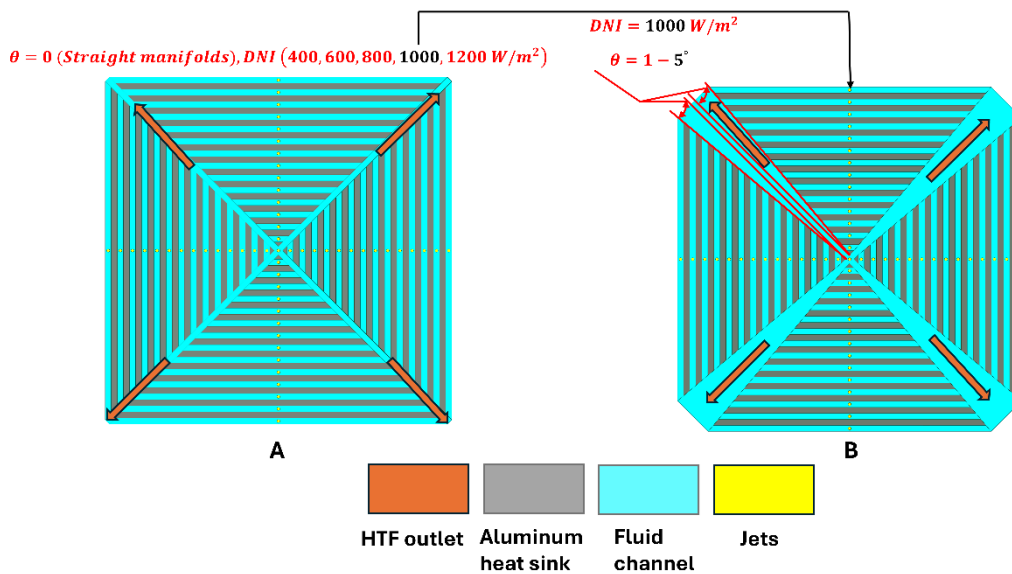 θ = 0 (Straight manifolds), DNI (400, 600, 800, 1000, 1200 W/m²)
DNI = 1000 W/m²
θ = 1 − 5°
A
B
HTF outlet
Aluminum heat sink
Fluid channel
Jets